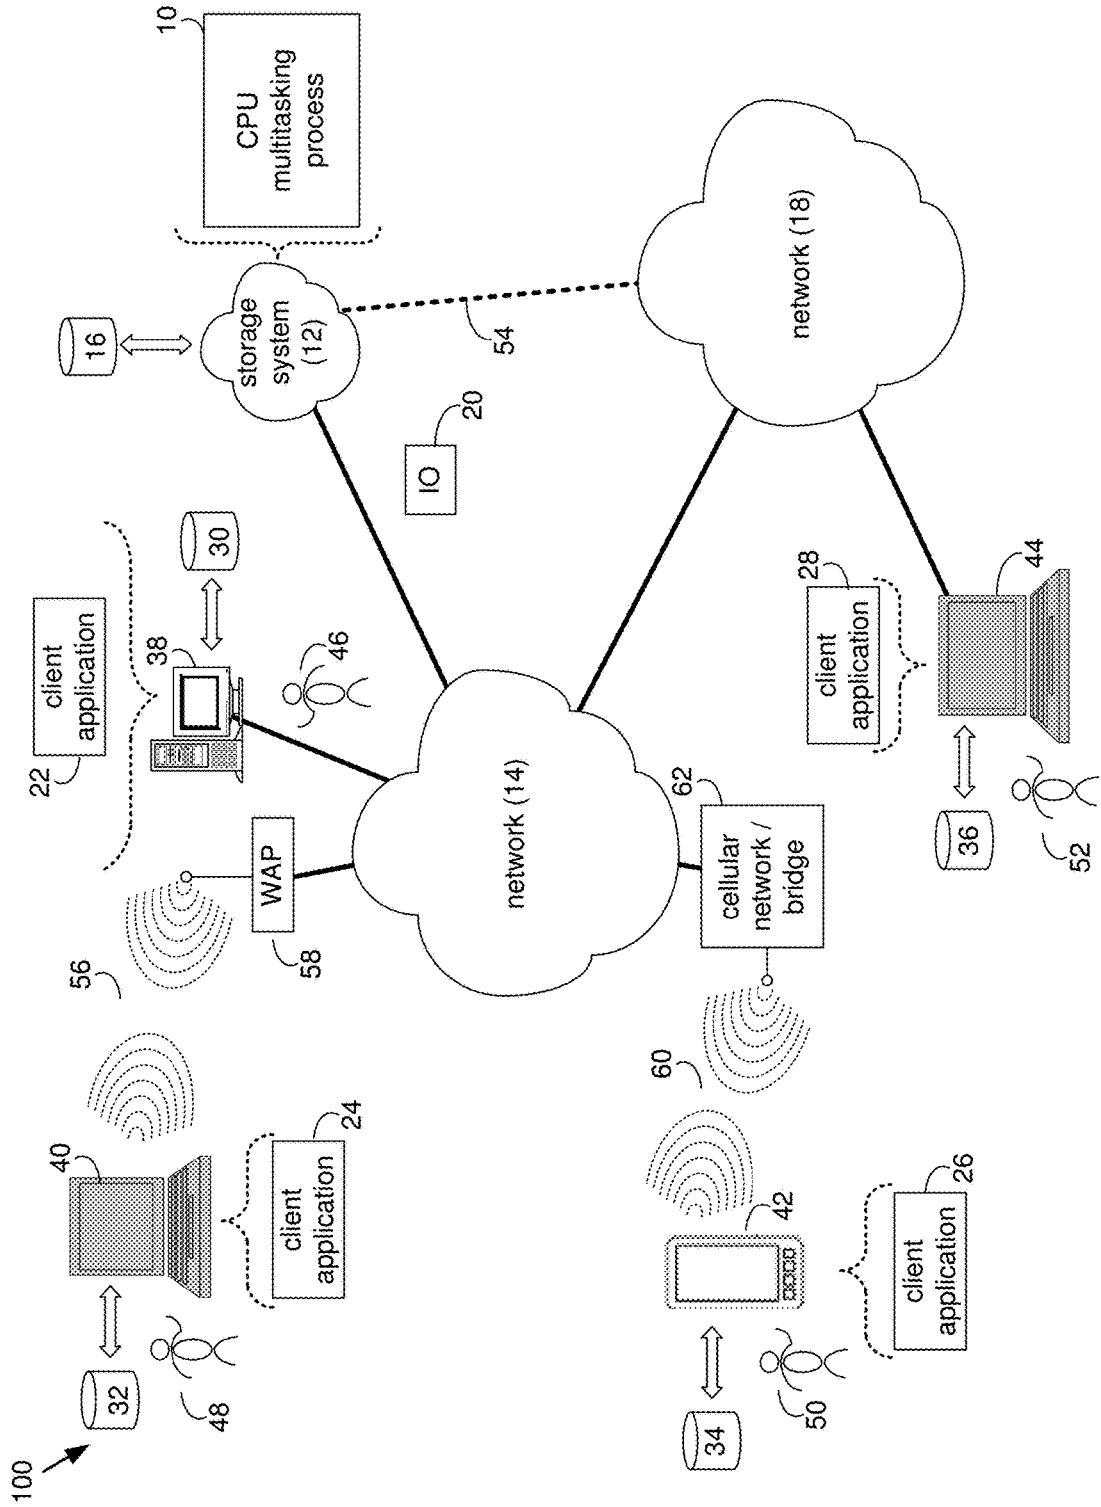 100
22
client
application
40
16
56
32
38
10
48
30
CPU
multitasking
process
storage
system
(12)
WAP
58
client
application
24
46
IO
20
54
network (14)
60
62
cellular
network /
bridge
34
42
50
network (18)
28
client
application
client
application
26
36
44
52